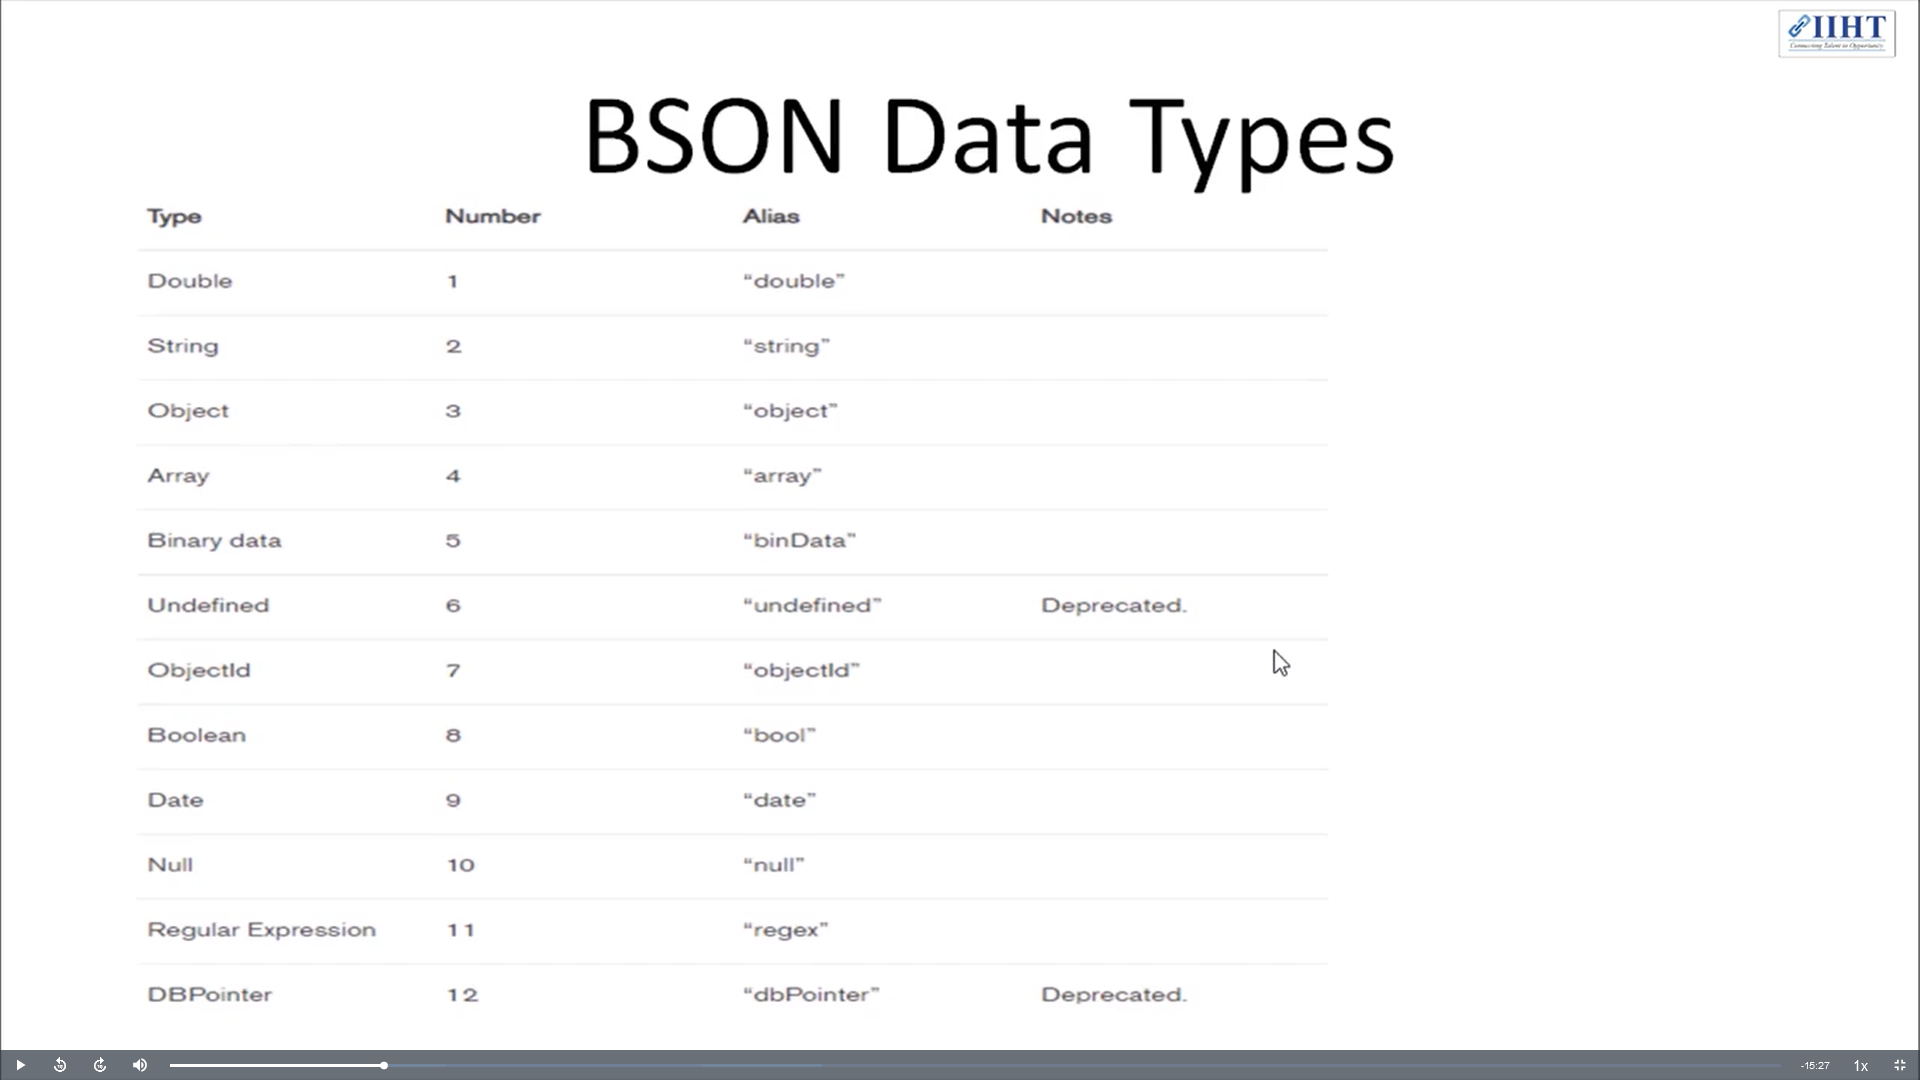 IIHT
Connecting Talent to Opportunity
BSON Data Types
Type Number Alias Notes
Double 1 “double”
String 2 “string”
Object 3 “object”
Array 4 “array”
Binary data 5 “binData”
Undefined 6 “undefined” Deprecated.
ObjectId 7 “objectId”
Boolean 8 “bool”
Date 9 “date”
Null 10 “null”
Regular Expression 11 “regex”
DBPointer 12 “dbPointer” Deprecated.
-15:27 1x